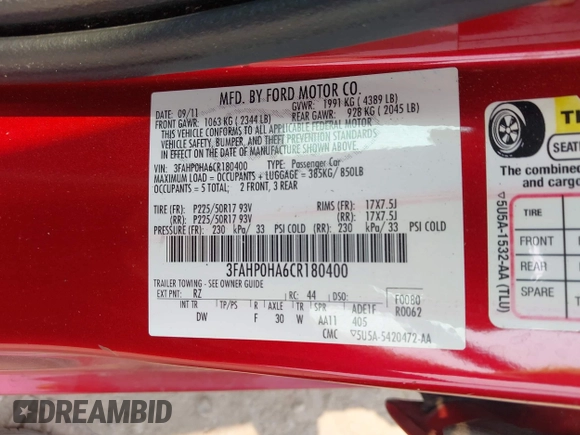 MFD. BY FORD MOTOR CO.
DATE: 09/11 GVWR: 1991 KG ( 4389 LB)
FRONT GAWR: 1063 KG ( 2344 LB) REAR GAWR: 928 KG ( 2045 LB)
THIS VEHICLE CONFORMS TO ALL APPLICABLE FEDERAL MOTOR
VEHICLE SAFETY, BUMPER, AND THEFT PREVENTION STANDARDS
IN EFFECT ON THE DATE OF MANUFACTURE SHOWN ABOVE.
VIN: 3FAHP0HA6CR180400 TYPE: Passenger Car
MAXIMUM LOAD = OCCUPANTS + LUGGAGE = 385KG/ 850LB
OCCUPANTS = 5 TOTAL; 2 FRONT, 3 REAR
TIRE (FR): P225/50R17 93V RIMS (FR): 17X7.5J
TIRE (RR): P225/50R17 93V RIMS (RR): 17X7.5J
PRESSURE (FR): 230 kPa/ 33 PSI COLD (RR): 230 kPa/ 33 PSI COLD
3FAHP0HA6CR180400
TRAILER TOWING - SEE OWNER GUIDE
EXT PNT: RZ RC: 44 DSO: F0080
R0062
INT TR TP/PS R AXLE TR SPR ADE1F
DW F 30 W AA11 405
CMC ▽5U5A-5420472-AA
SEATI
The combined
and cargo
TIRE
FRONT
REAR
SPARE
▽5U5A-1532-AA (TLU)
DREAMBID